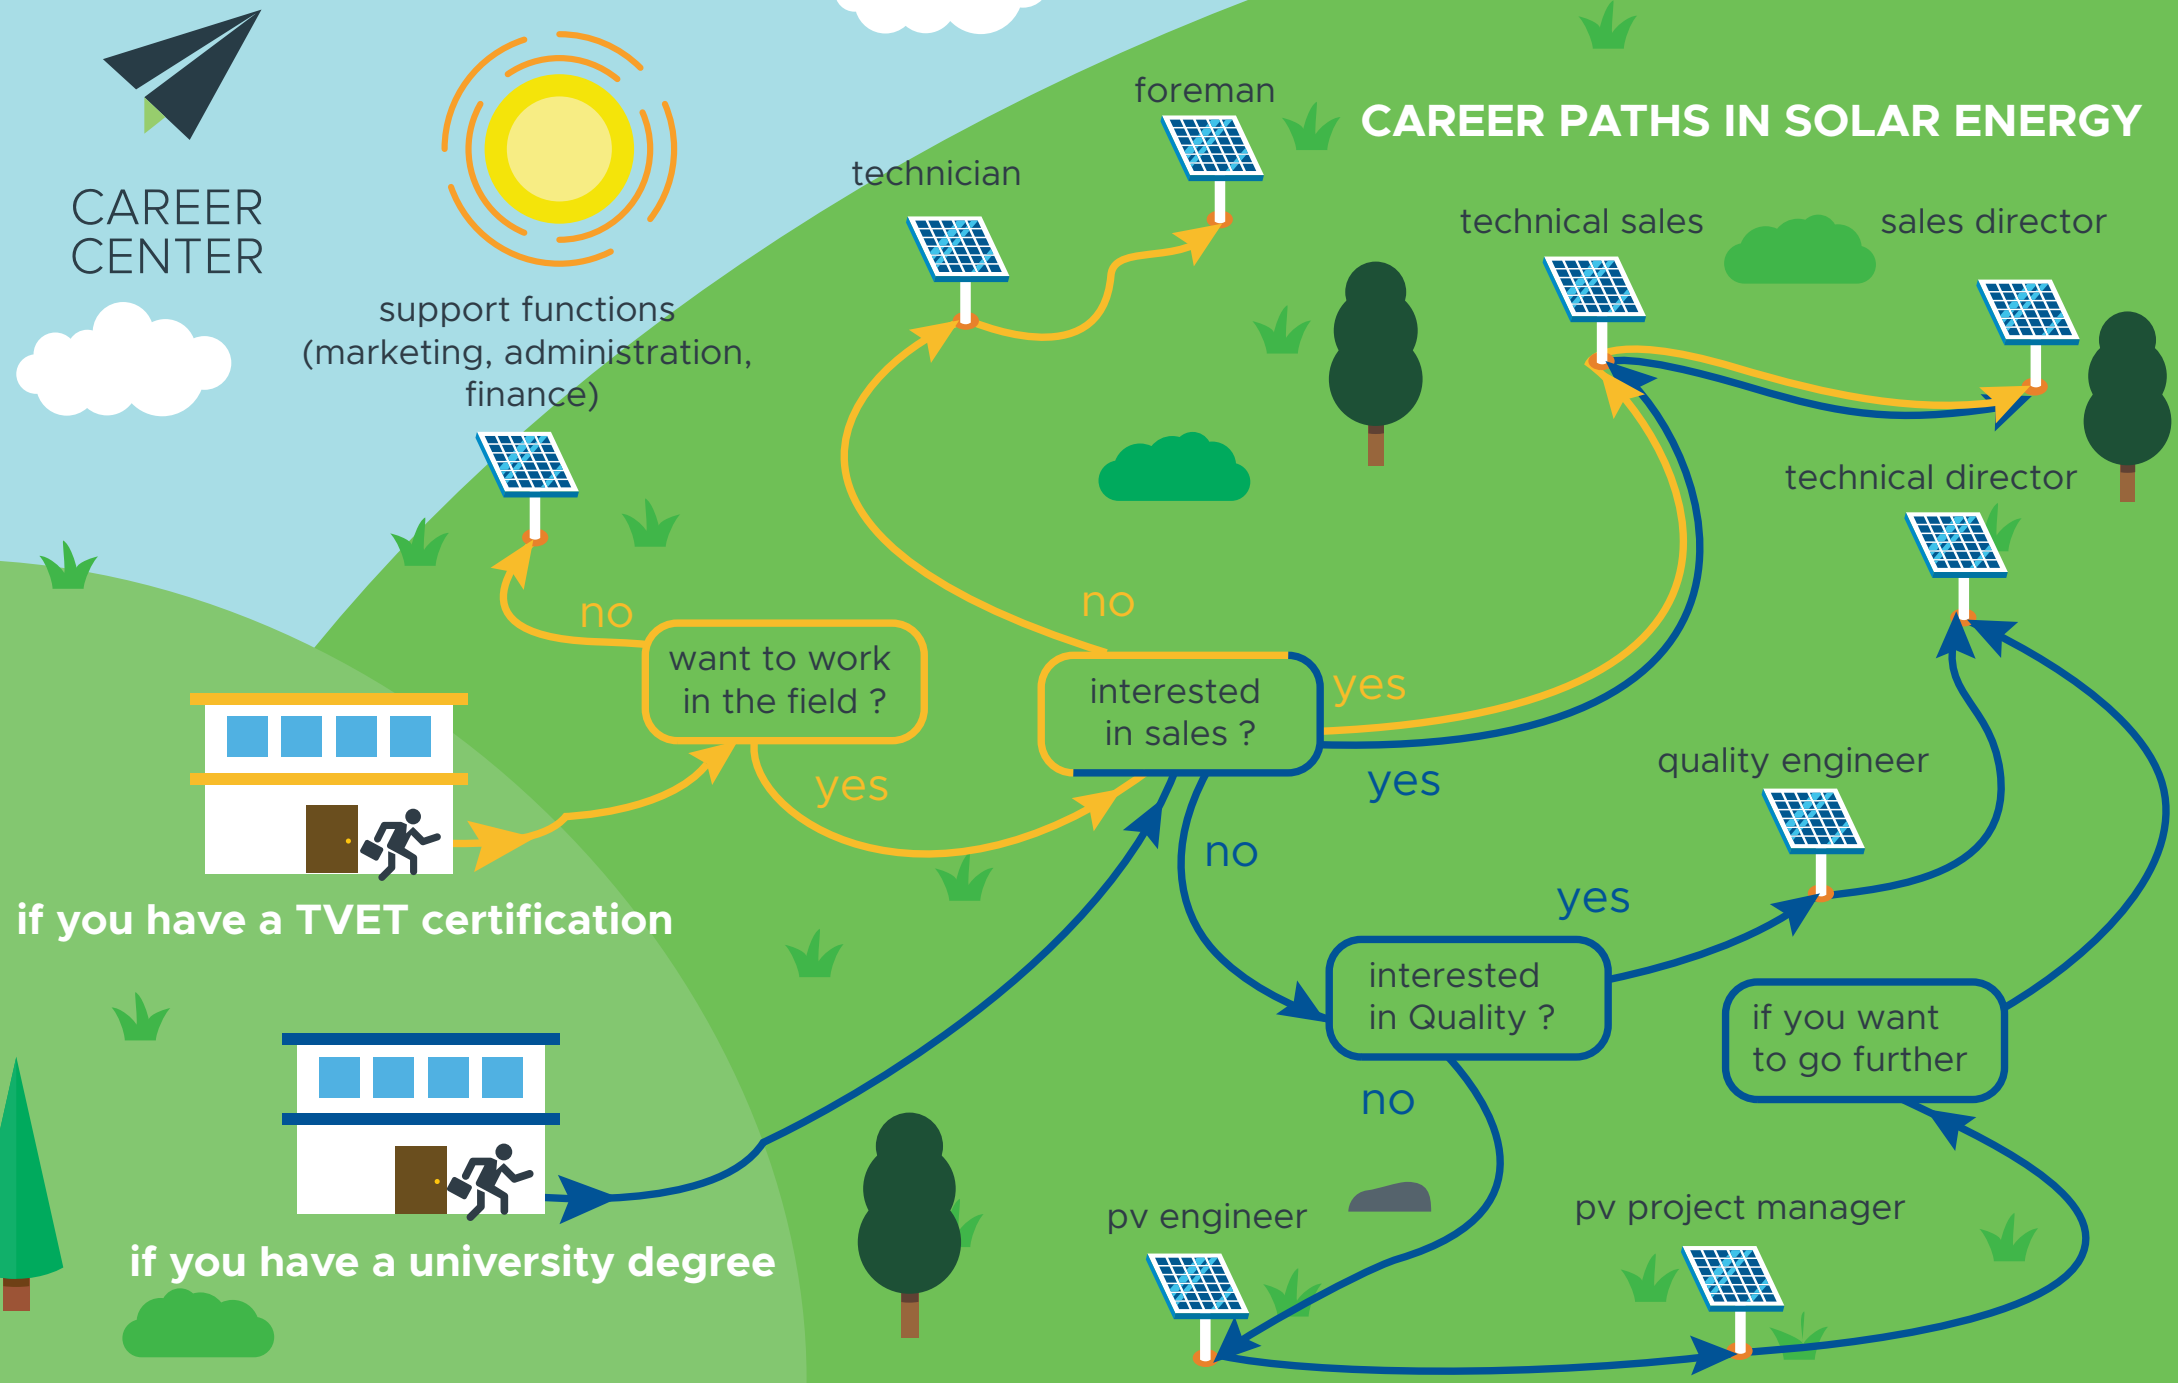 CAREER
CENTER
CAREER PATHS IN SOLAR ENERGY
foreman
technician
technical sales
sales director
support functions
(marketing, administration,
finance)
technical director
no
want to work
in the field ?
yes
no
interested
in sales ?
yes
yes
no
quality engineer
yes
if you have a TVET certification
interested
in Quality ?
if you want
to go further
no
pv engineer
pv project manager
if you have a university degree